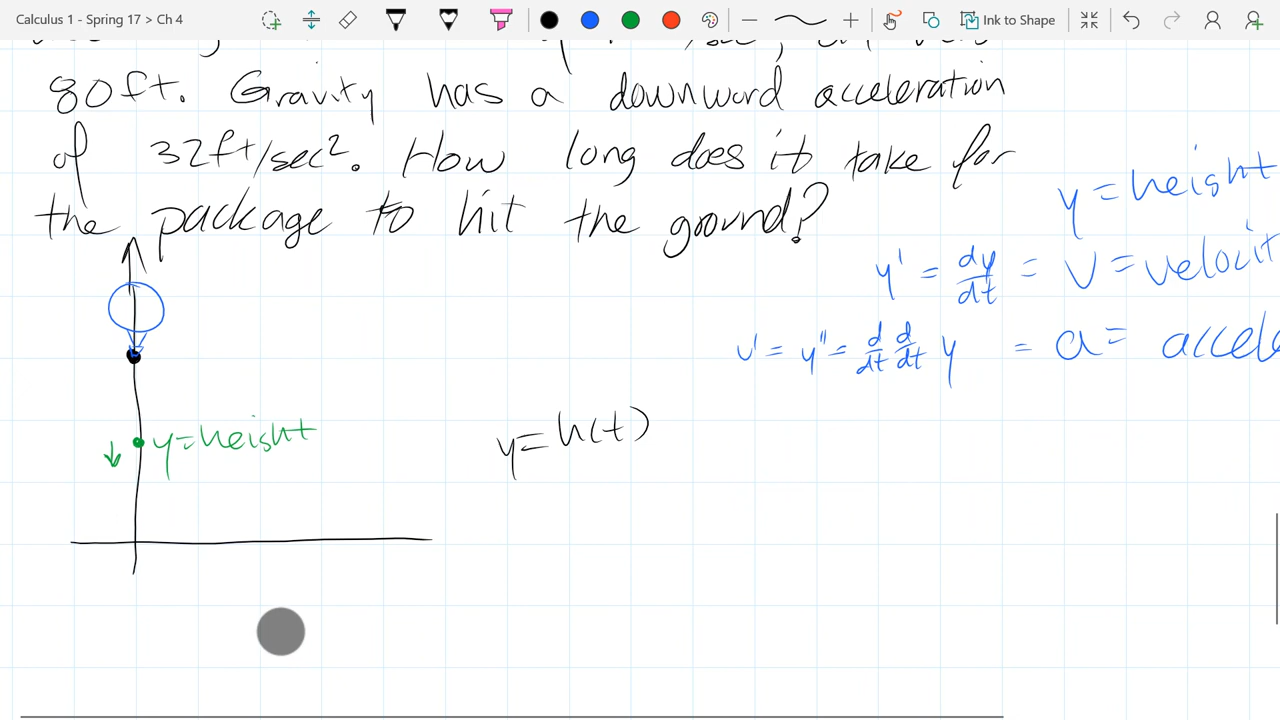 Calculus 1 - Spring 17 > Ch 4
Ink to Shape
80ft. Gravity has a downward acceleration
of 32ft/sec². How long does it take for
the package to hit the ground?
y = height
y' = dy/dt = v = velocit
v' = y'' = d/dt d/dt y = a = accele
y=height
y=h(t)